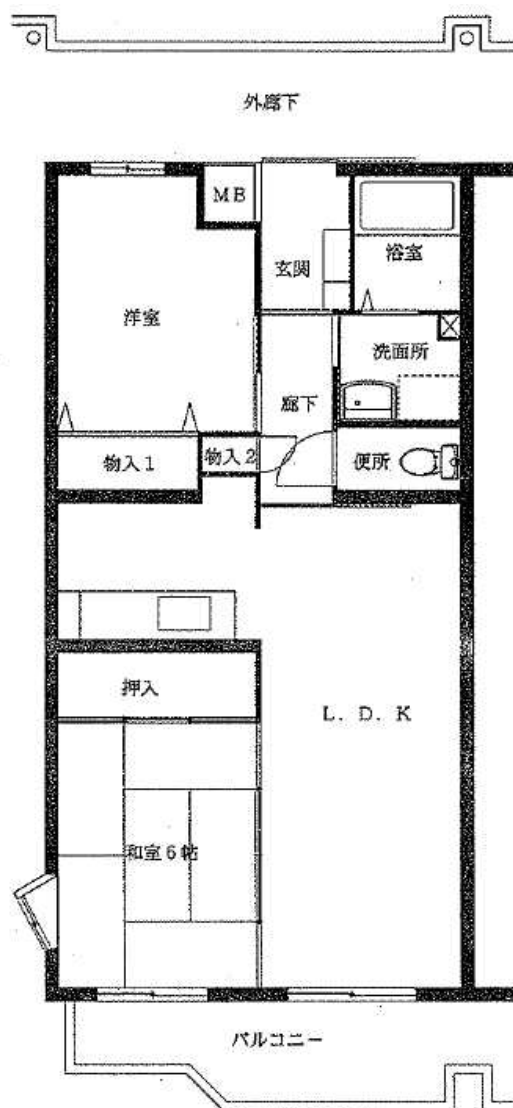 外廊下
MB
玄関
浴室
洋室
洗面所
廊下
物入1
物入2
便所
押入
L. D. K
和室6帖
バルコニー